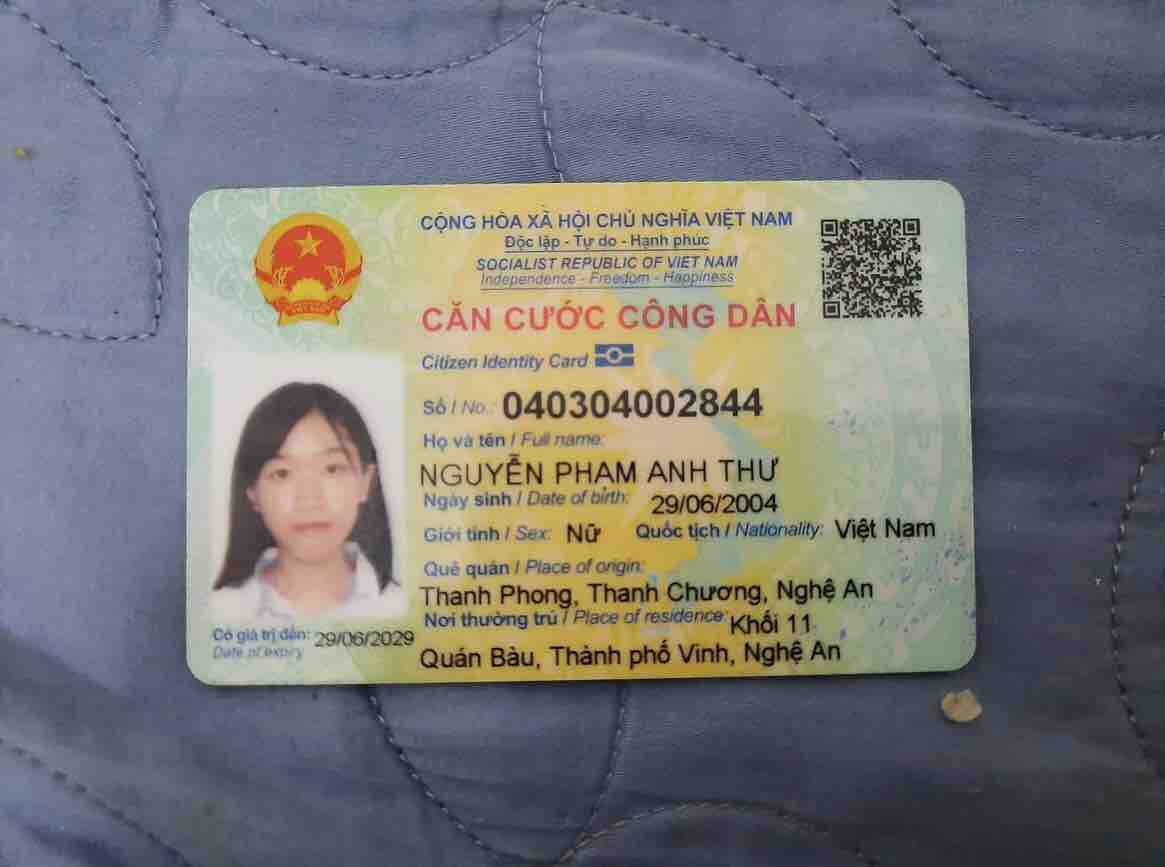 CỘNG HÒA XÃ HỘI CHỦ NGHĨA VIỆT NAM
Độc lập - Tự do - Hạnh phúc
SOCIALIST REPUBLIC OF VIET NAM
Independence - Freedom - Happiness
CĂN CƯỚC CÔNG DÂN
Citizen Identity Card
Số / No.: 040304002844
Họ và tên / Full name:
NGUYỄN PHẠM ANH THƯ
Ngày sinh / Date of birth: 29/06/2004
Giới tính / Sex: Nữ Quốc tịch / Nationality: Việt Nam
Quê quán / Place of origin:
Thanh Phong, Thanh Chương, Nghệ An
Nơi thường trú / Place of residence: Khối 11
Quán Bàu, Thành phố Vinh, Nghệ An
Có giá trị đến: 29/06/2029
Date of expiry